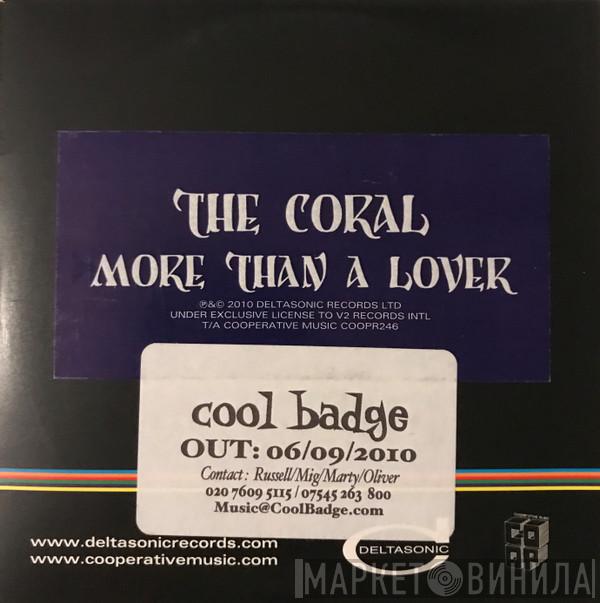 THE CORAL
MORE THAN A LOVER
℗&© 2010 DELTASONIC RECORDS LTD
UNDER EXCLUSIVE LICENSE TO V2 RECORDS INTL
T/A COOPERATIVE MUSIC COOPR246
cool badge
OUT: 06/09/2010
Contact : Russell/Mig/Marty/Oliver
020 7609 5115 / 07545 263 800
Music@CoolBadge.com
www.deltasonicrecords.com
www.cooperativemusic.com
DELTASONIC
CO
OP
МАРКЕТ ВИНИЛА